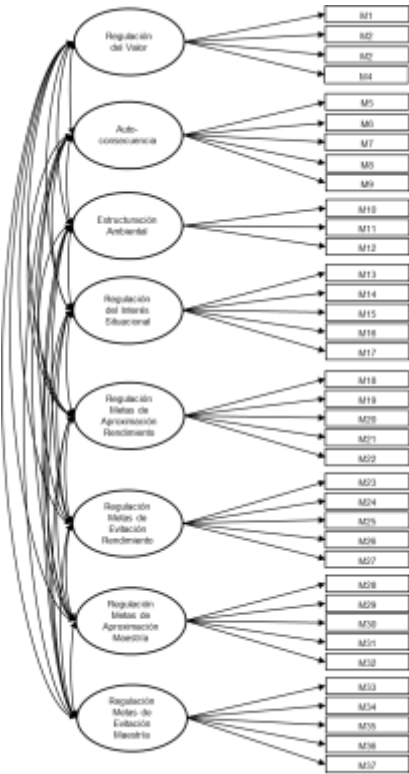 Regulación
del Valor
M1
M2
M2
M4
Auto-
consecuencia
M5
M6
M7
M8
M9
Estructuración
Ambiental
M10
M11
M12
Regulación
del Interés
Situacional
M13
M14
M15
M16
M17
Regulación
Metas de
Aproximación
Rendimiento
M18
M19
M20
M21
M22
Regulación
Metas de
Evitación
Rendimiento
M23
M24
M25
M26
M27
Regulación
Metas de
Aproximación
Maestría
M28
M29
M30
M31
M32
Regulación
Metas de
Evitación
Maestría
M33
M34
M35
M36
M37